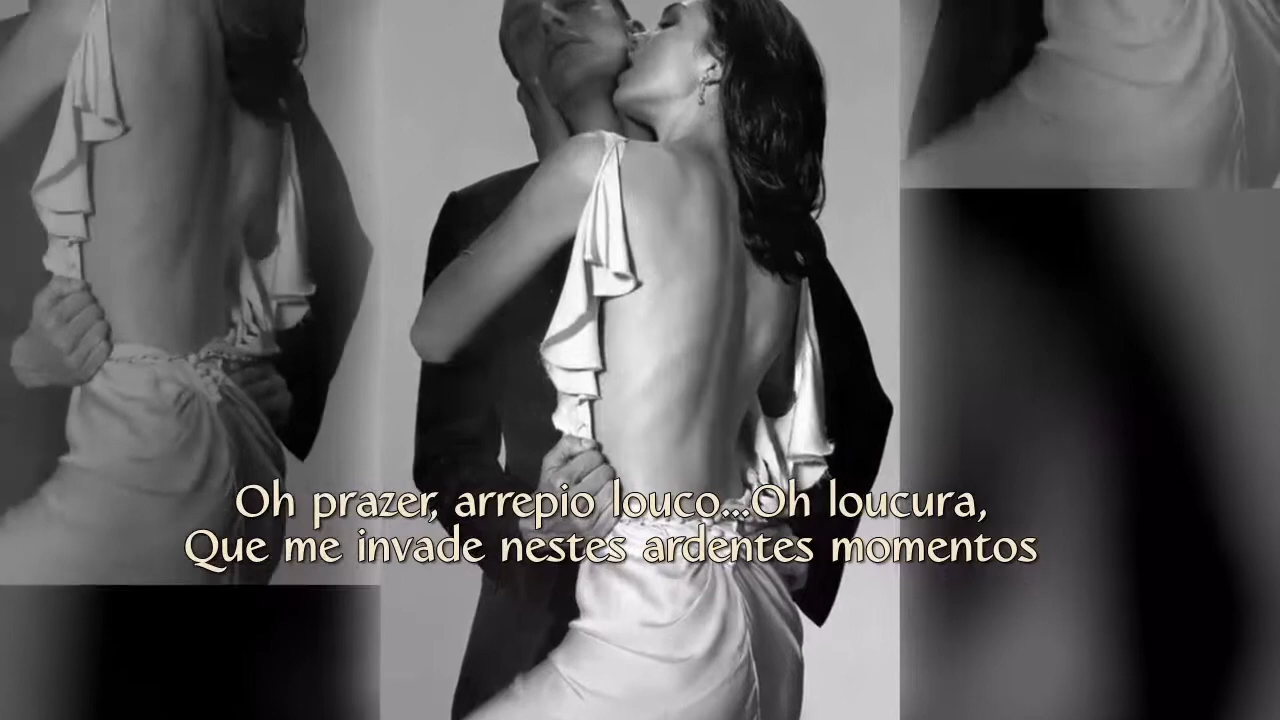 Oh prazer, arrepio louco...Oh loucura,
Que me invade nestes ardentes momentos